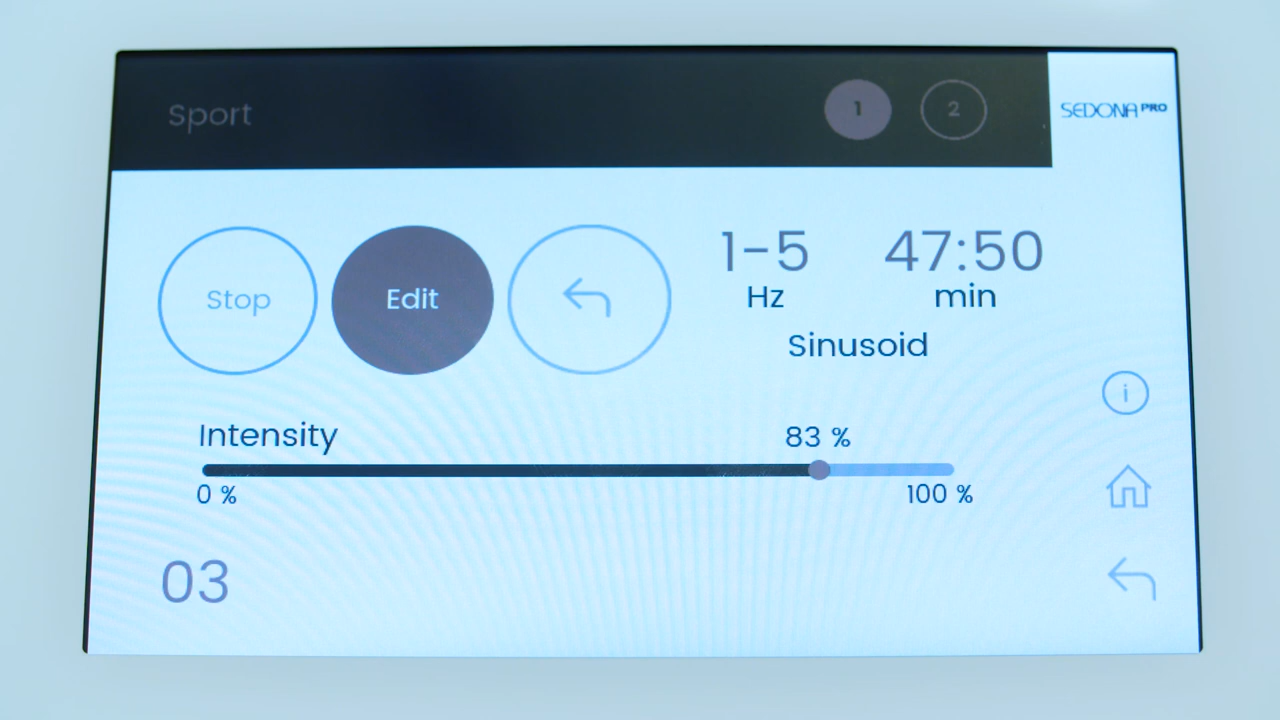 Sport
1
2
SEDONA PRO
Stop
Edit
1-5
Hz
47:50
min
Sinusoid
i
Intensity
83 %
0 %
100 %
03